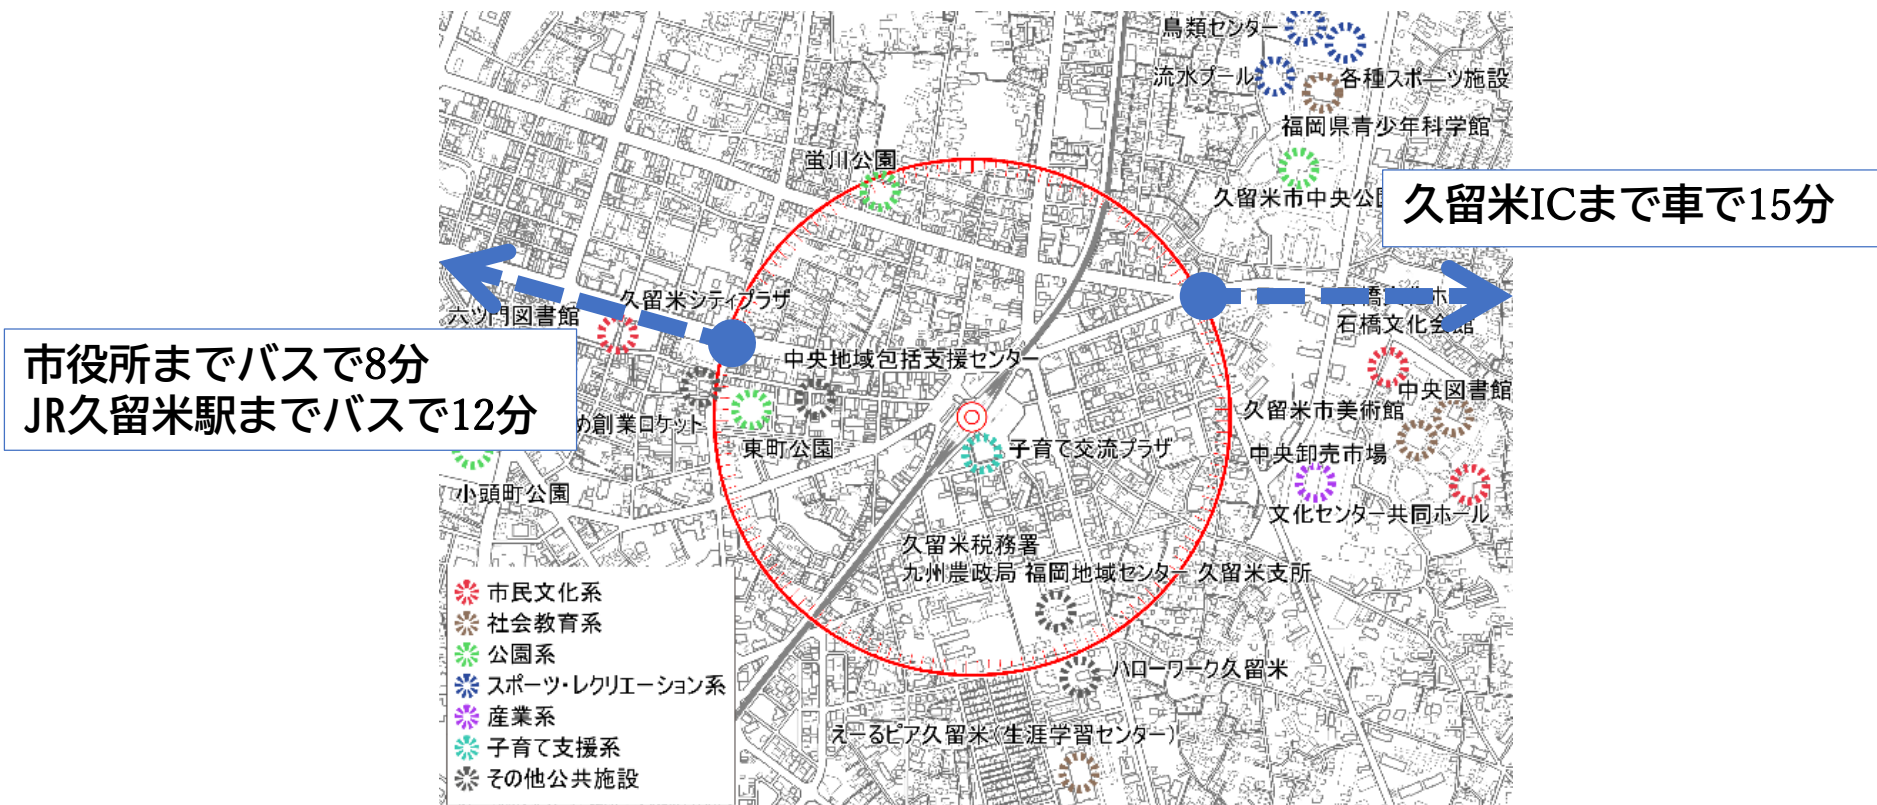 鳥類センター
流水プール
各種スポーツ施設
福岡県青少年科学館
蛍川公園
久留米市中央公
久留米ICまで車で15分
久留米シティプラザ
六ツ門図書館
石橋文化会館
市役所までバスで8分
JR久留米駅までバスで12分
中央地域包括支援センター
中央図書館
久留米市美術館
の創業ロケット
東町公園
子育て交流プラザ
中央卸売市場
小頭町公園
文化センター共同ホール
久留米税務署
九州農政局 福岡地域センター 久留米支所
市民文化系
社会教育系
公園系
スポーツ・レクリエーション系
産業系
子育て支援系
その他公共施設
ハローワーク久留米
えーるピア久留米(生涯学習センター)